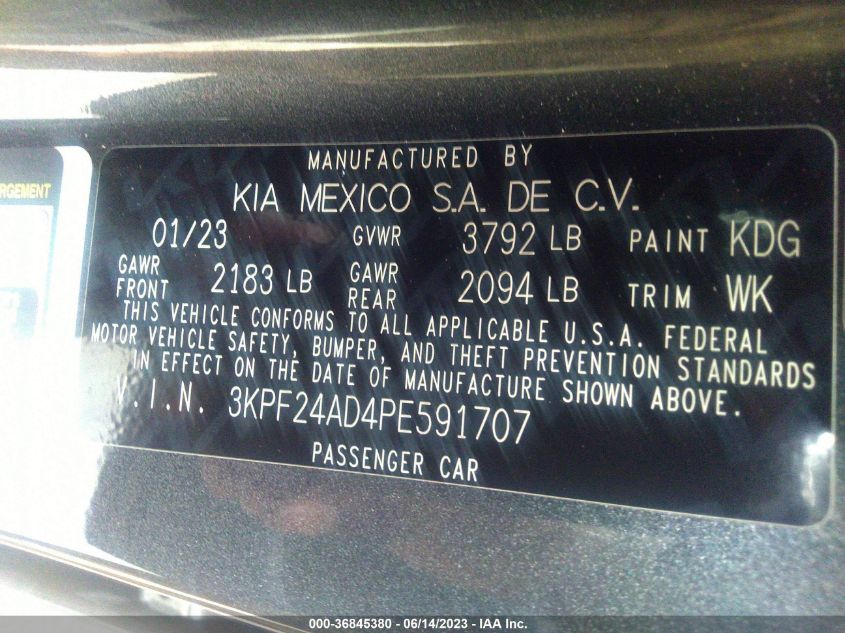 RGEMENT
MANUFACTURED BY
KIA MEXICO S.A. DE C.V.
01/23 GVWR 3792 LB PAINT KDG
GAWR FRONT 2183 LB GAWR REAR 2094 LB TRIM WK
THIS VEHICLE CONFORMS TO ALL APPLICABLE U.S.A. FEDERAL
MOTOR VEHICLE SAFETY, BUMPER, AND THEFT PREVENTION STANDARDS
IN EFFECT ON THE DATE OF MANUFACTURE SHOWN ABOVE.
V.I.N. 3KPF24AD4PE591707
PASSENGER CAR
000-36845380 - 06/14/2023 - IAA Inc.